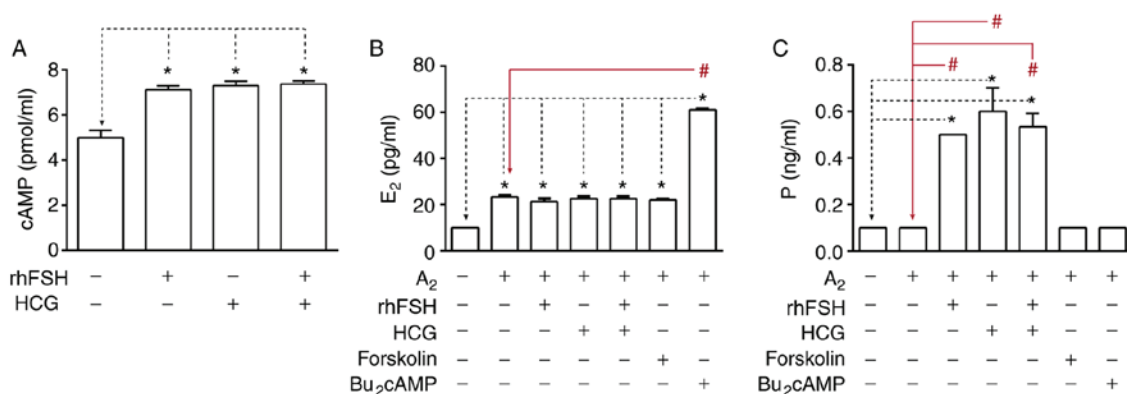 A
cAMP (pmol/ml)
8
6
4
2
0
* * *
rhFSH − + − +
HCG − − + +
B
E₂ (pg/ml)
80
60
40
20
0
#
* * * * * *
A₂ − + + + + + +
rhFSH − − + − + − −
HCG − − − + + − −
Forskolin − − − − − + −
Bu₂cAMP − − − − − − +
C
P (ng/ml)
0.8
0.6
0.4
0.2
0.0
#
# #
* * *
A₂ − + + + + + +
rhFSH − − + − + − −
HCG − − − + + − −
Forskolin − − − − − + −
Bu₂cAMP − − − − − − +